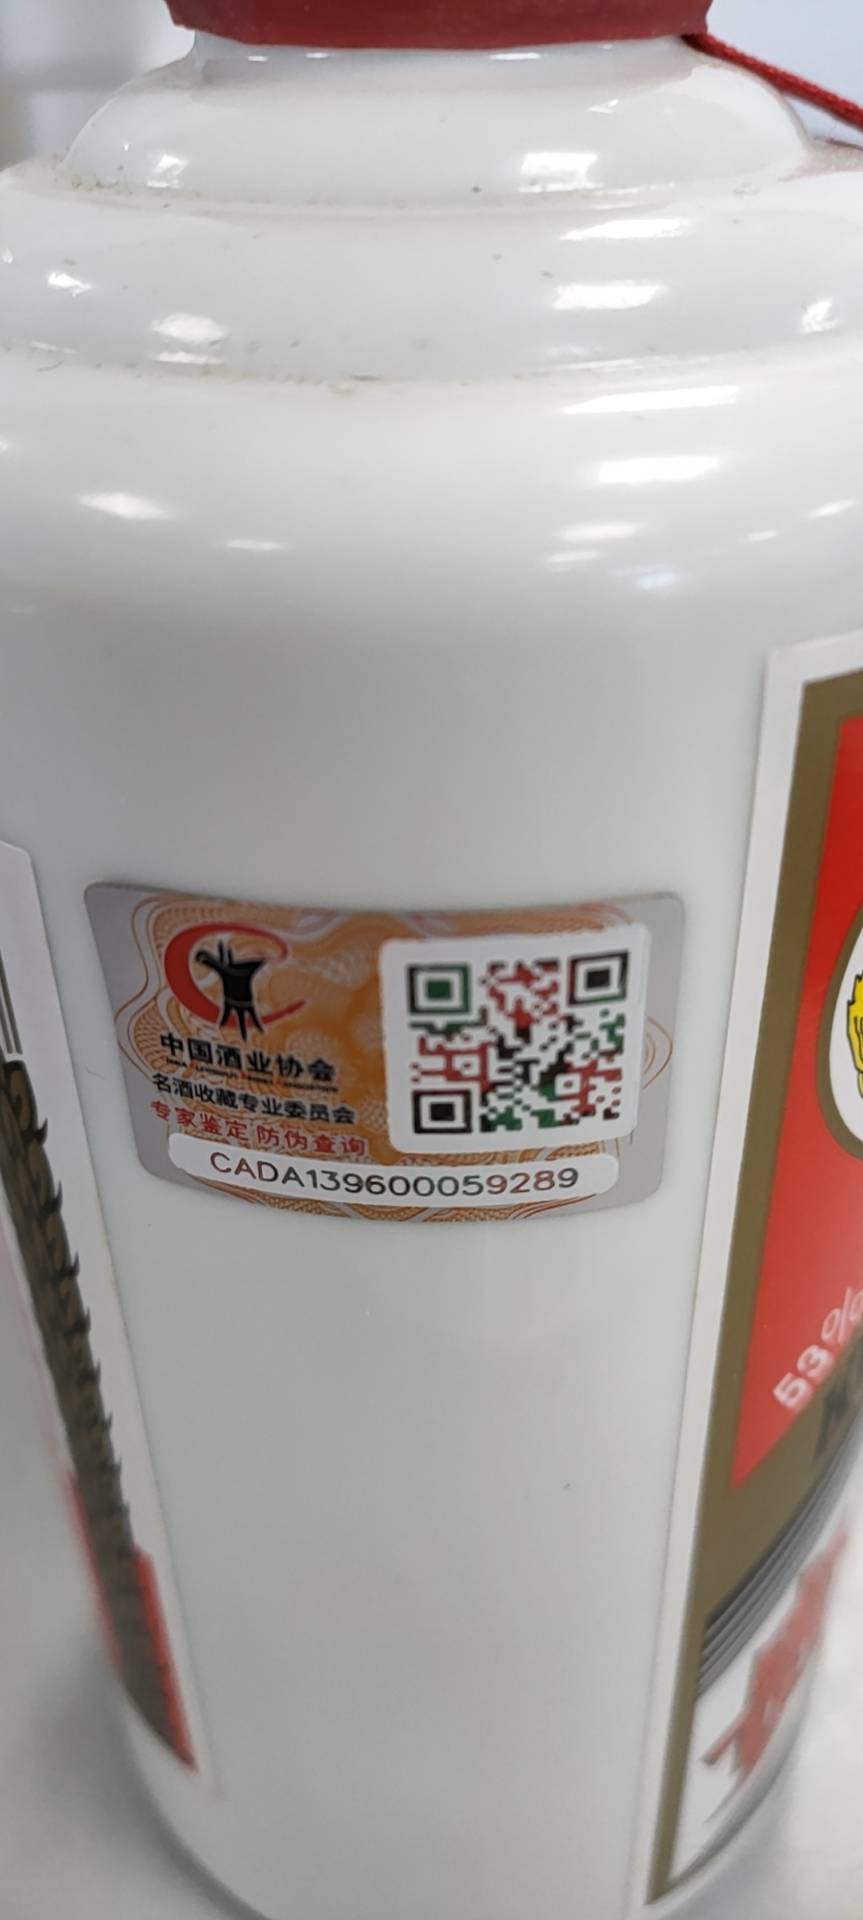 中国酒业协会
名酒收藏专业委员会
专家鉴定 防伪查询
CADA139600059289
53%